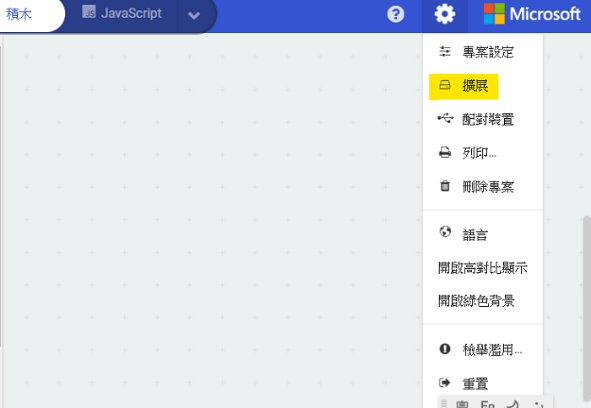 積木
JS JavaScript
Microsoft
專案設定
擴展
配對裝置
列印...
刪除專案
語言
開啟高對比顯示
開啟綠色背景
檢舉濫用...
重置
En